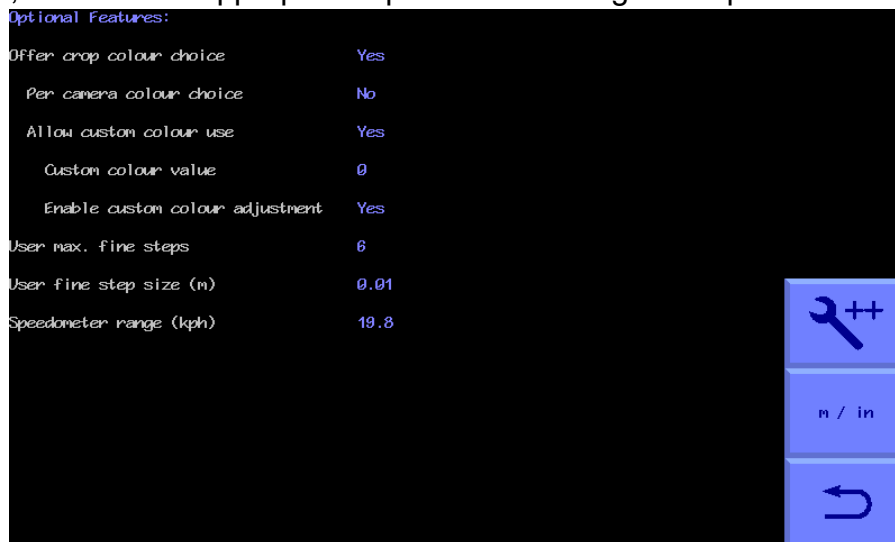 Optional Features:
Offer crop colour choice Yes
Per camera colour choice No
Allow custom colour use Yes
Custom colour value 0
Enable custom colour adjustment Yes
User max. fine steps 6
User fine step size (m) 0.01
Speedometer range (kph) 19.8
++
m / in